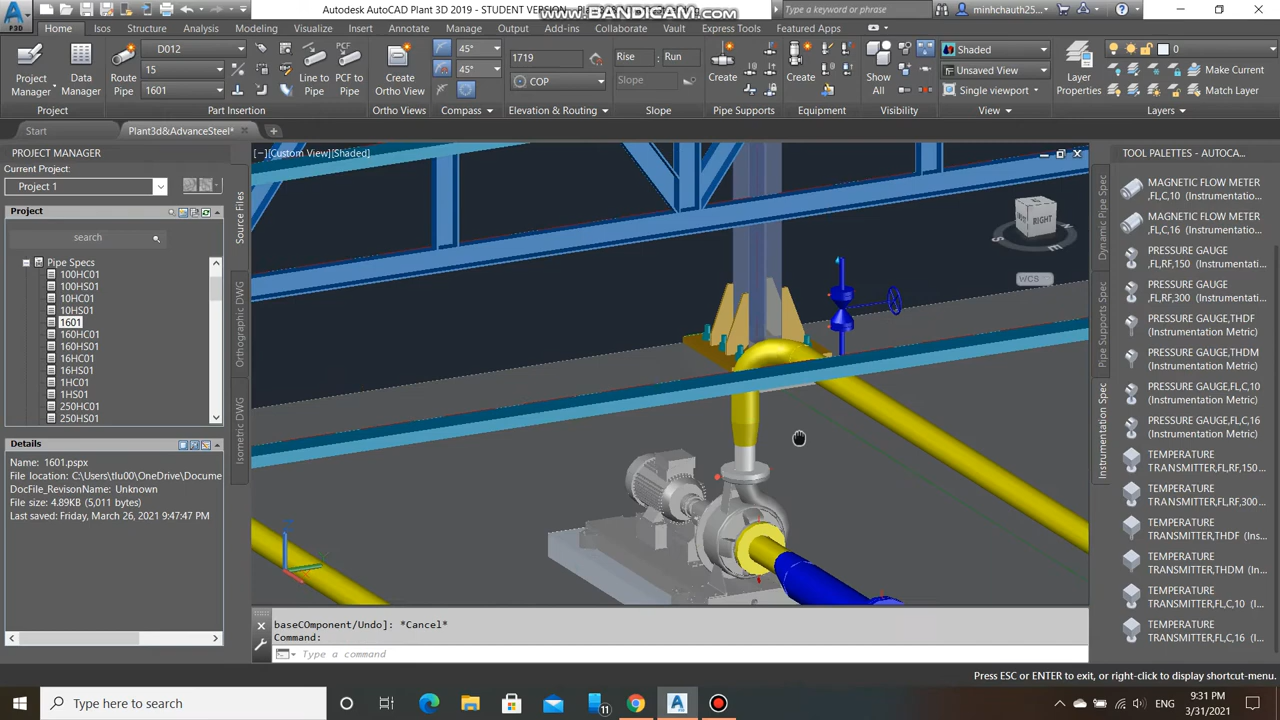 Autodesk AutoCAD Plant 3D 2019 - STUDENT VERSION
www.BANDICAM.com
Type a keyword or phrase
minhchauth25...
P3D
Home
Isos
Structure
Analysis
Modeling
Visualize
Insert
Annotate
View
Manage
Output
Add-ins
Collaborate
Vault
Express Tools
Featured Apps
Project Manager
Data Manager
Project
Route Pipe
D012
15
1601
Line to Pipe
PCF to Pipe
PCF
Part Insertion
Create Ortho View
Ortho Views
45°
45°
Compass
1719
COP
Elevation & Routing
Rise :
Run
Slope
Slope
Create
Pipe Supports
Create
Equipment
Show All
Visibility
Shaded
Unsaved View
Single viewport
View
Layer Properties
0
Make Current
Match Layer
Layers
Start
Plant3d&AdvanceSteel*
PROJECT MANAGER
Current Project:
Project 1
Project
search
Pipe Specs
100HC01
100HS01
10HC01
10HS01
1601
160HC01
160HS01
16HC01
16HS01
1HC01
1HS01
250HC01
250HS01
Details
Name: 1601.pspx
File location: C:\Users\tlu00\OneDrive\Docume
DocFile_RevisonName: Unknown
File size: 4.89KB (5,011 bytes)
Last saved: Friday, March 26, 2021 9:47:47 PM
Source Files
Orthographic DWG
Isometric DWG
[−][Custom View][Shaded]
RIGHT
S
E
WCS
baseCOmponent/Undo]: *Cancel*
Command:
Type a command
Dynamic Pipe Spec
Pipe Supports Spec
Instrumentation Spec
TOOL PALETTES - AUTOCA...
MAGNETIC FLOW METER
,FL,C,10 (Instrumentatio...
MAGNETIC FLOW METER
,FL,C,16 (Instrumentatio...
PRESSURE GAUGE
,FL,RF,150 (Instrumentati...
PRESSURE GAUGE
,FL,RF,300 (Instrumentati...
PRESSURE GAUGE,THDF
(Instrumentation Metric)
PRESSURE GAUGE,THDM
(Instrumentation Metric)
PRESSURE GAUGE,FL,C,10
(Instrumentation Metric)
PRESSURE GAUGE,FL,C,16
(Instrumentation Metric)
TEMPERATURE
TRANSMITTER,FL,RF,150...
TEMPERATURE
TRANSMITTER,FL,RF,300...
TEMPERATURE
TRANSMITTER,THDF (Ins...
TEMPERATURE
TRANSMITTER,THDM (In...
TEMPERATURE
TRANSMITTER,FL,C,10 (I...
TEMPERATURE
TRANSMITTER,FL,C,16 (I...
Press ESC or ENTER to exit, or right-click to display shortcut-menu.
Type here to search
11
P3D
ENG
9:31 PM
3/31/2021